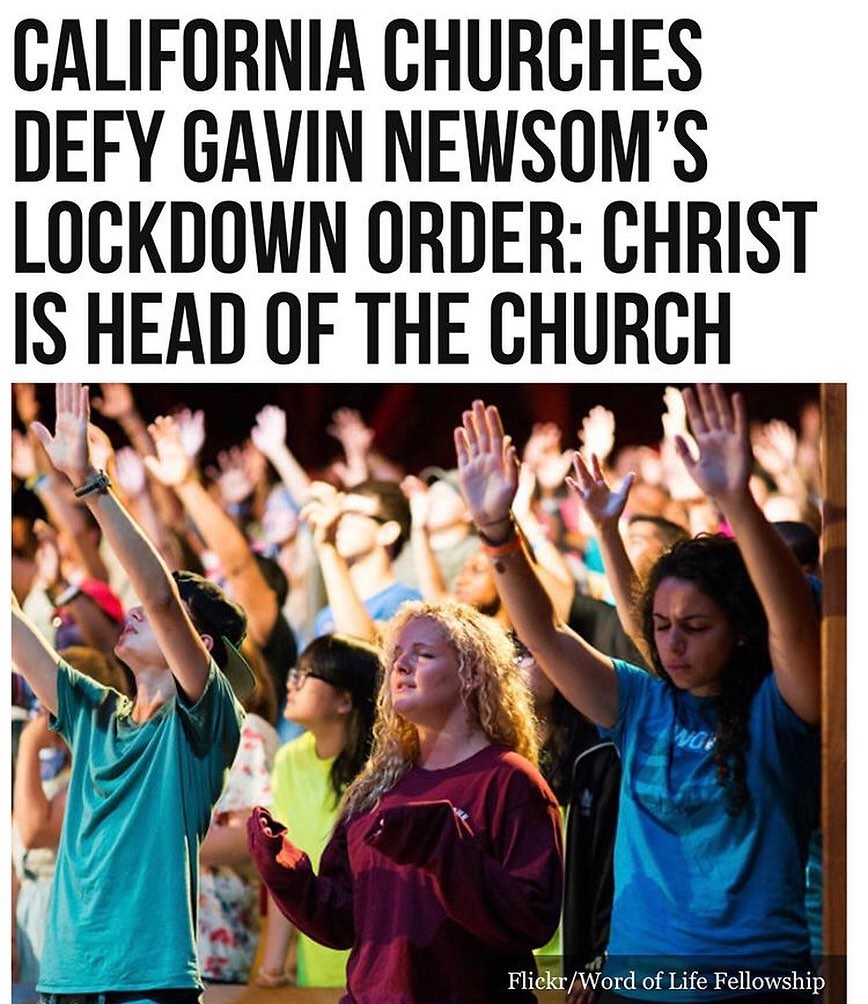 CALIFORNIA CHURCHES
DEFY GAVIN NEWSOM’S
LOCKDOWN ORDER: CHRIST
IS HEAD OF THE CHURCH
Flickr/Word of Life Fellowship